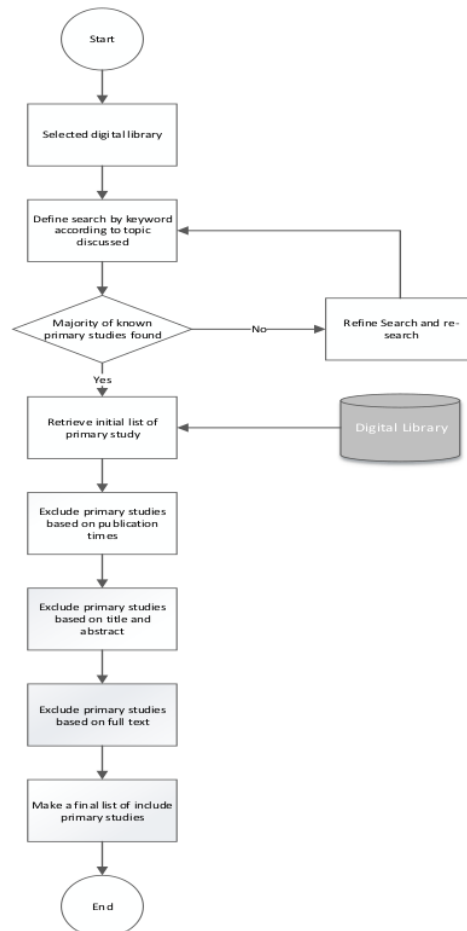 Start
Selected digital library
Define search by keyword
according to topic
discussed
Majority of known
primary studies found
No
Refine Search and re-
search
Yes
Retrieve initial list of
primary study
Digital Library
Exclude primary studies
based on publication
times
Exclude primary studies
based on title and
abstract
Exclude primary studies
based on full text
Make a final list of include
primary studies
End